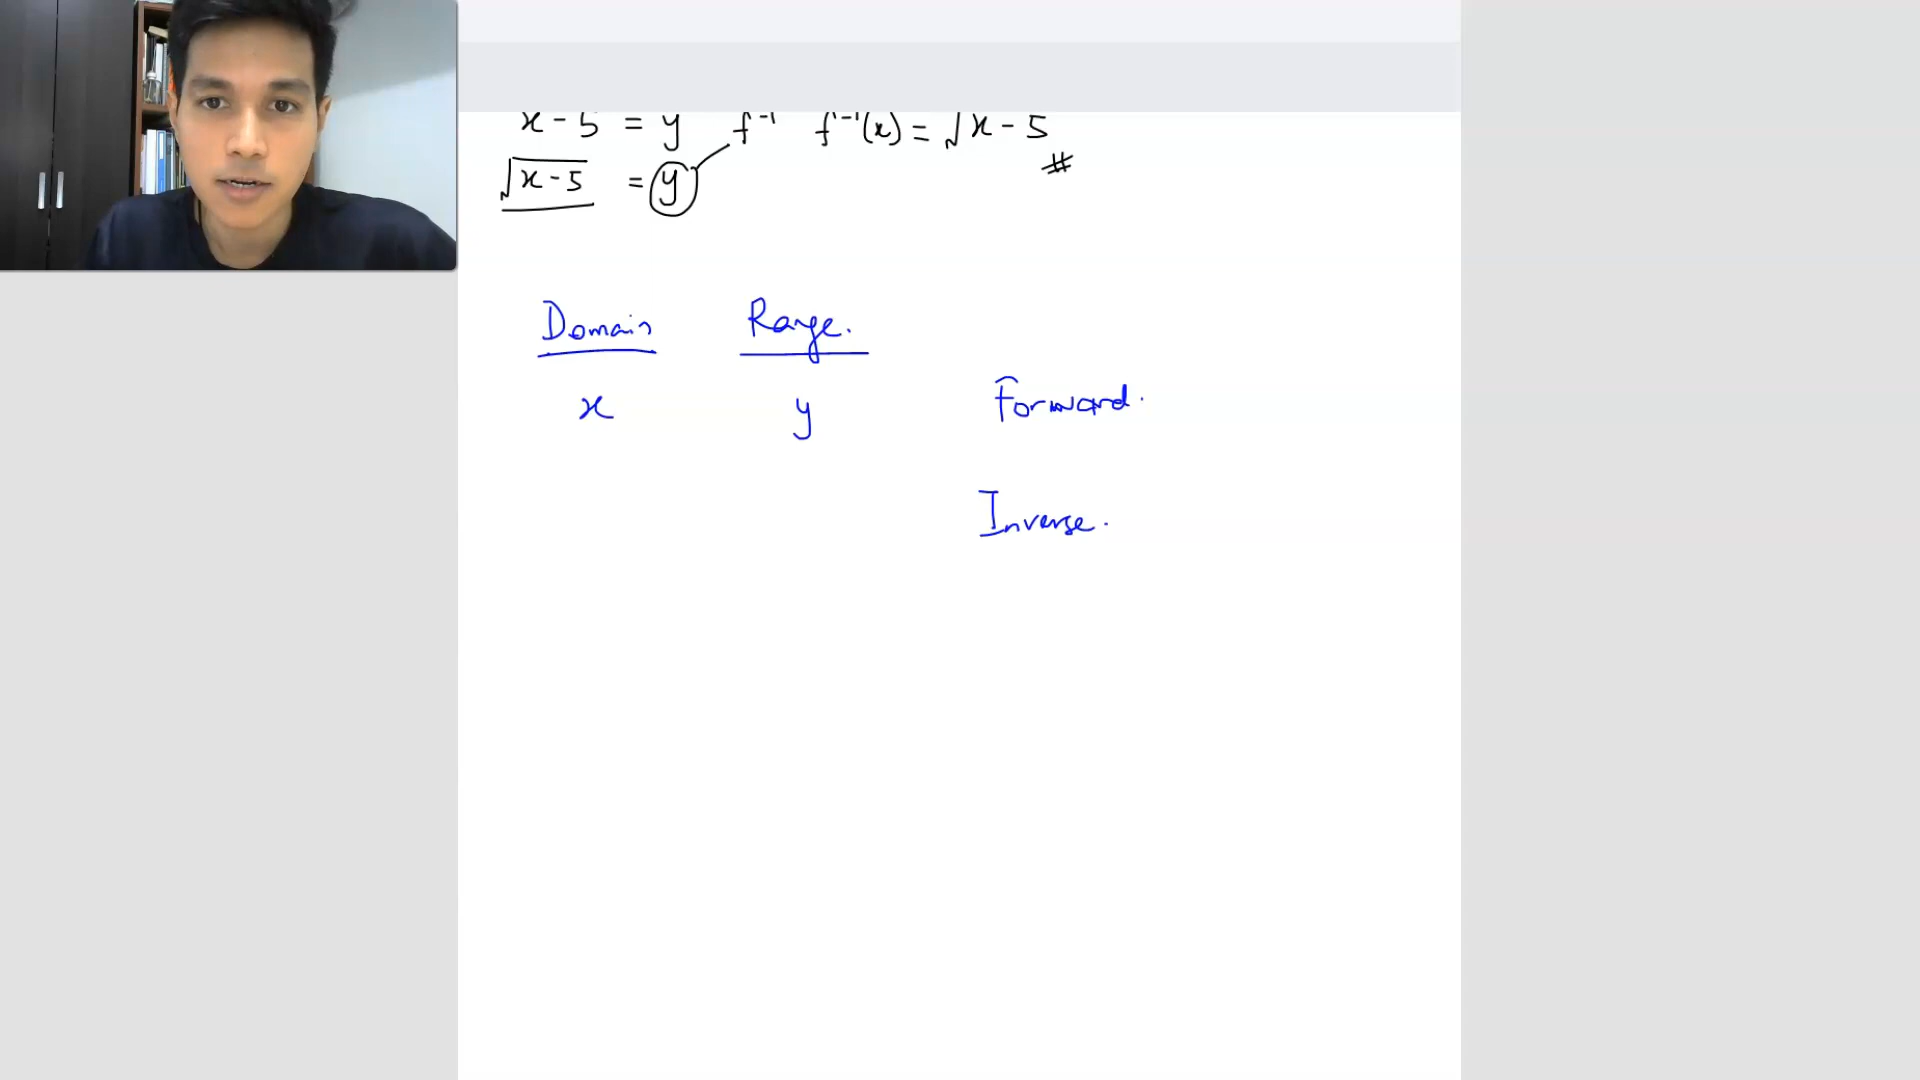 x - 5 = y f⁻¹ f⁻¹(x) = √x - 5
√x - 5 = y #
Domain Range.
x y Forward.
Inverse.